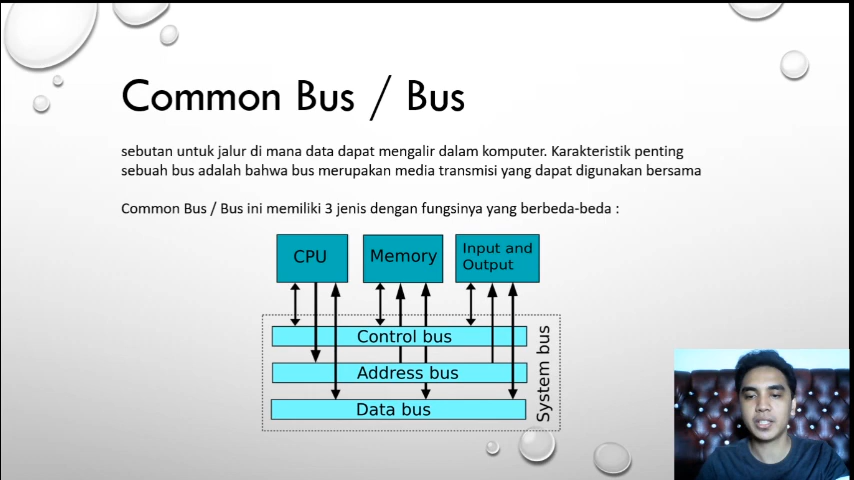 Common Bus / Bus
sebutan untuk jalur di mana data dapat mengalir dalam komputer. Karakteristik penting
sebuah bus adalah bahwa bus merupakan media transmisi yang dapat digunakan bersama
Common Bus / Bus ini memiliki 3 jenis dengan fungsinya yang berbeda-beda :
CPU
Memory
Input and
Output
Control bus
Address bus
Data bus
System bus